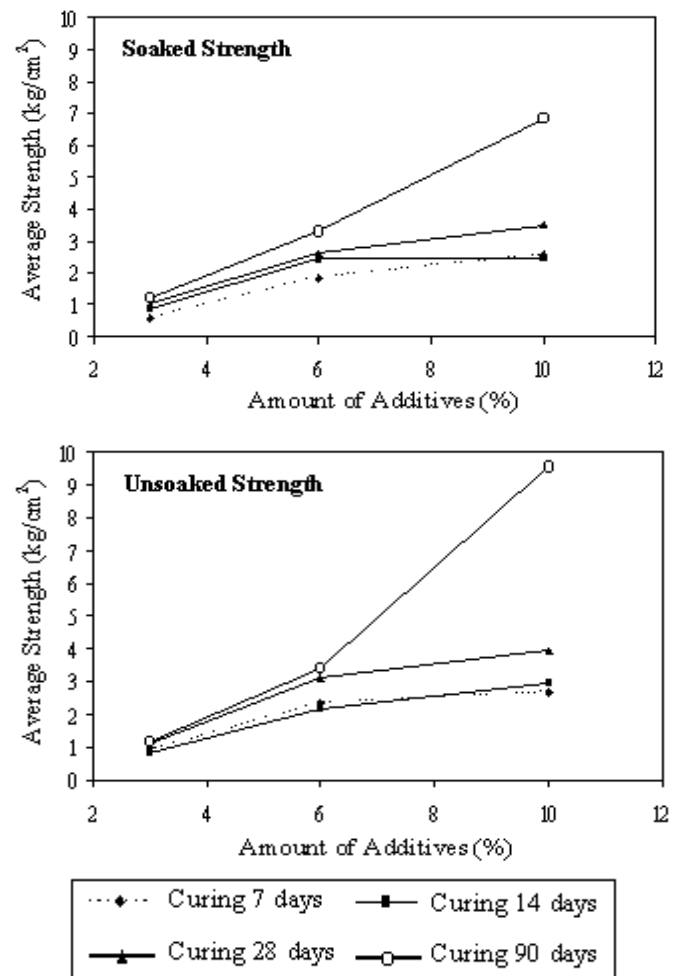 Soaked Strength
Average Strength (kg/cm²)
10
9
8
7
6
5
4
3
2
1
0
2 4 6 8 10 12
Amount of Additives (%)
Unsoaked Strength
Average Strength (kg/cm²)
10
9
8
7
6
5
4
3
2
1
0
2 4 6 8 10 12
Amount of Additives (%)
Curing 7 days Curing 14 days
Curing 28 days Curing 90 days